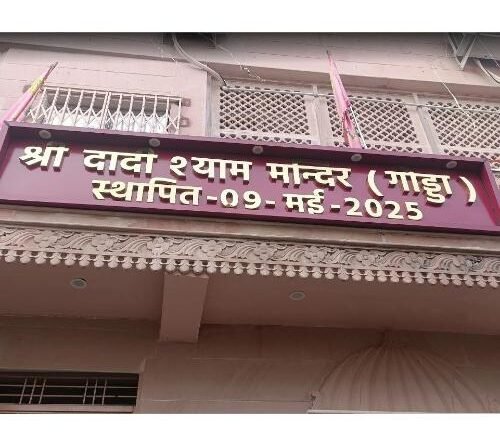 श्री दादी श्याम मन्दिर (गोड्डा)
स्थापित -09- मई -2025